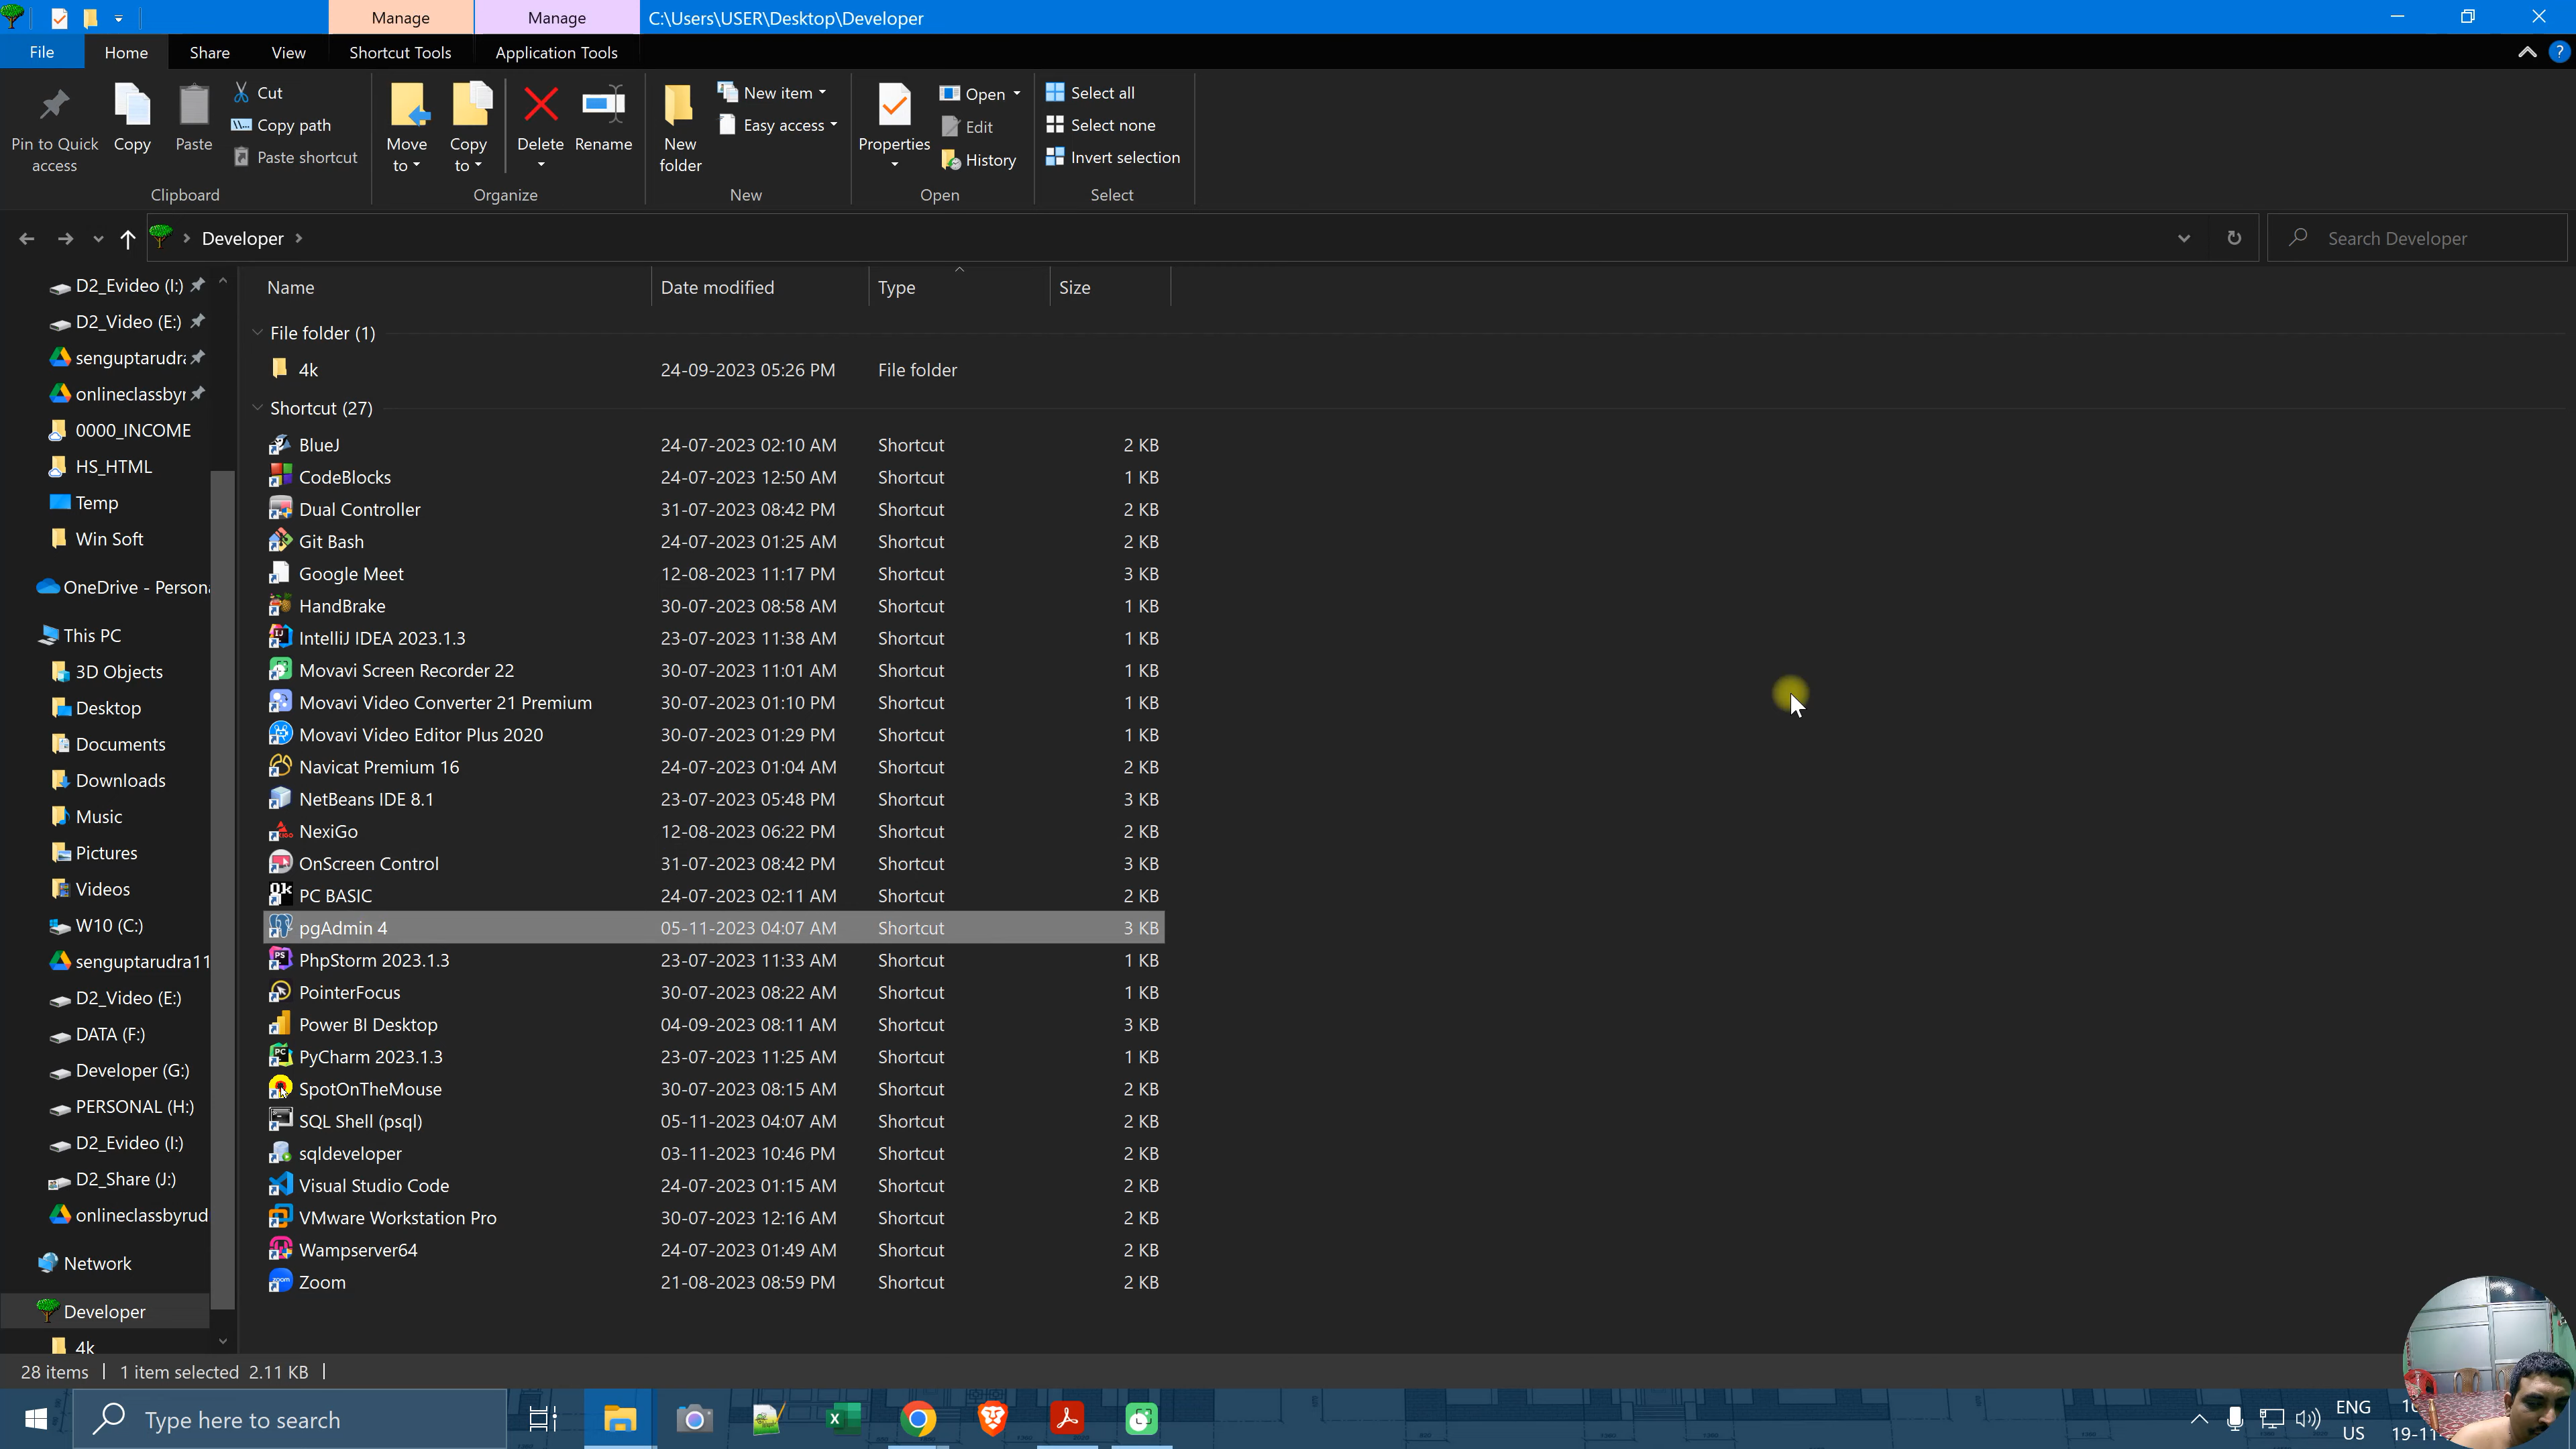 Manage Manage C:\Users\USER\Desktop\Developer
File Home Share View Shortcut Tools Application Tools
Pin to Quick access
Copy
Paste
Cut
Copy path
Paste shortcut
Clipboard
Move to
Copy to
Delete
Rename
Organize
New folder
New item
Easy access
New
Properties
Open
Edit
History
Open
Select all
Select none
Invert selection
Select
Developer
Search Developer
D2_Evideo (I:)
D2_Video (E:)
senguptarudra
onlineclassbyr
0000_INCOME
HS_HTML
Temp
Win Soft
OneDrive - Persona
This PC
3D Objects
Desktop
Documents
Downloads
Music
Pictures
Videos
W10 (C:)
senguptarudra11
D2_Video (E:)
DATA (F:)
Developer (G:)
PERSONAL (H:)
D2_Evideo (I:)
D2_Share (J:)
onlineclassbyrud
Network
Developer
4k
Name Date modified Type Size
File folder (1)
4k 24-09-2023 05:26 PM File folder
Shortcut (27)
BlueJ 24-07-2023 02:10 AM Shortcut 2 KB
CodeBlocks 24-07-2023 12:50 AM Shortcut 1 KB
Dual Controller 31-07-2023 08:42 PM Shortcut 2 KB
Git Bash 24-07-2023 01:25 AM Shortcut 2 KB
Google Meet 12-08-2023 11:17 PM Shortcut 3 KB
HandBrake 30-07-2023 08:58 AM Shortcut 1 KB
IntelliJ IDEA 2023.1.3 23-07-2023 11:38 AM Shortcut 1 KB
Movavi Screen Recorder 22 30-07-2023 11:01 AM Shortcut 1 KB
Movavi Video Converter 21 Premium 30-07-2023 01:10 PM Shortcut 1 KB
Movavi Video Editor Plus 2020 30-07-2023 01:29 PM Shortcut 1 KB
Navicat Premium 16 24-07-2023 01:04 AM Shortcut 2 KB
NetBeans IDE 8.1 23-07-2023 05:48 PM Shortcut 3 KB
NexiGo 12-08-2023 06:22 PM Shortcut 2 KB
OnScreen Control 31-07-2023 08:42 PM Shortcut 3 KB
PC BASIC 24-07-2023 02:11 AM Shortcut 2 KB
pgAdmin 4 05-11-2023 04:07 AM Shortcut 3 KB
PhpStorm 2023.1.3 23-07-2023 11:33 AM Shortcut 1 KB
PointerFocus 30-07-2023 08:22 AM Shortcut 1 KB
Power BI Desktop 04-09-2023 08:11 AM Shortcut 3 KB
PyCharm 2023.1.3 23-07-2023 11:25 AM Shortcut 1 KB
SpotOnTheMouse 30-07-2023 08:15 AM Shortcut 2 KB
SQL Shell (psql) 05-11-2023 04:07 AM Shortcut 2 KB
sqldeveloper 03-11-2023 10:46 PM Shortcut 2 KB
Visual Studio Code 24-07-2023 01:15 AM Shortcut 2 KB
VMware Workstation Pro 30-07-2023 12:16 AM Shortcut 2 KB
Wampserver64 24-07-2023 01:49 AM Shortcut 2 KB
Zoom 21-08-2023 08:59 PM Shortcut 2 KB
28 items 1 item selected 2.11 KB
Type here to search
ENG
US
19-11